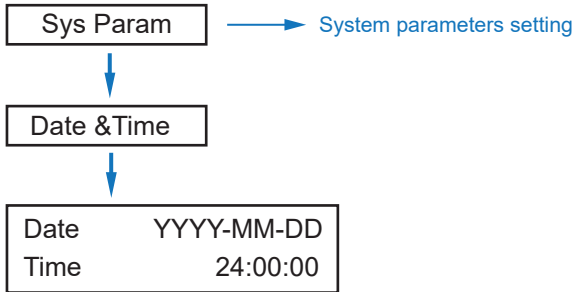 Sys Param
System parameters setting
Date &Time
Date YYYY-MM-DD
Time 24:00:00